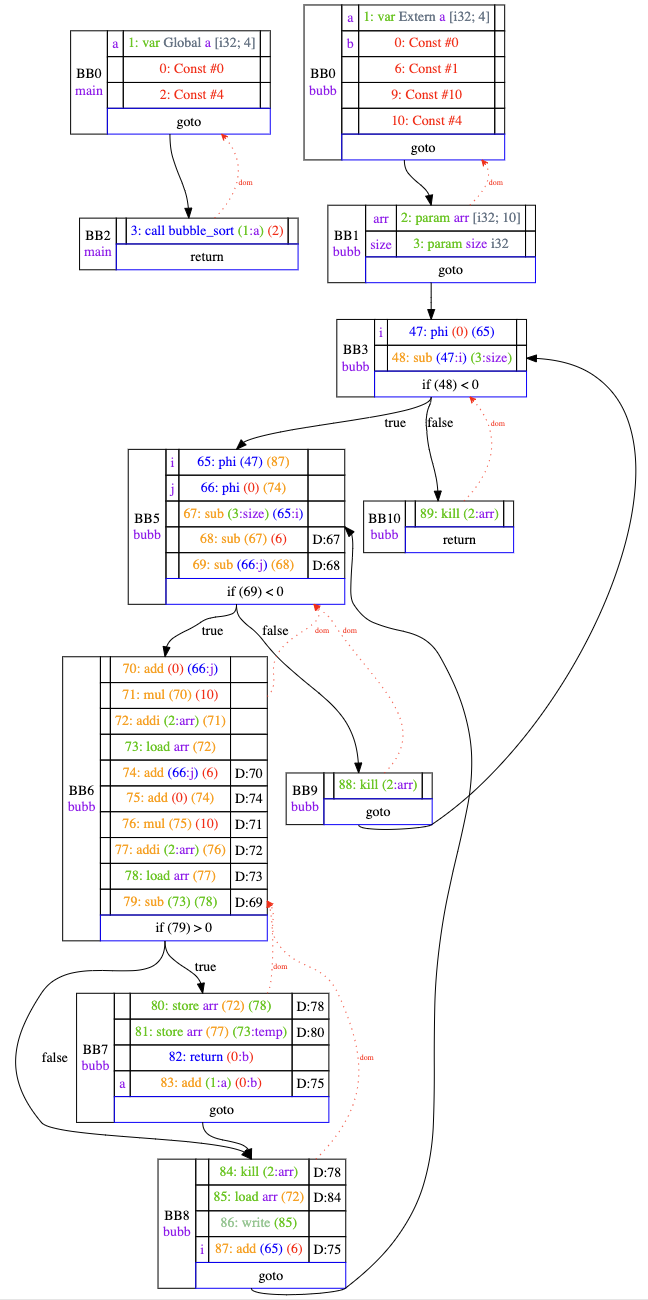 BB0
main
a 1: var Global a [i32; 4]
0: Const #0
2: Const #4
goto
dom
BB2
main
3: call bubble_sort (1:a) (2)
return
BB0
bubb
a 1: var Extern a [i32; 4]
b 0: Const #0
6: Const #1
9: Const #10
10: Const #4
goto
dom
BB1
bubb
arr 2: param arr [i32; 10]
size 3: param size i32
goto
BB3
bubb
i 47: phi (0) (65)
48: sub (47:i) (3:size)
if (48) < 0
true
false
dom
BB5
bubb
i 65: phi (47) (87)
j 66: phi (0) (74)
67: sub (3:size) (65:i)
68: sub (67) (6) D:67
69: sub (66:j) (68) D:68
if (69) < 0
BB10
bubb
89: kill (2:arr)
return
true
false
dom
dom
BB6
bubb
70: add (0) (66:j)
71: mul (70) (10)
72: addi (2:arr) (71)
73: load arr (72)
74: add (66:j) (6) D:70
75: add (0) (74) D:74
76: mul (75) (10) D:71
77: addi (2:arr) (76) D:72
78: load arr (77) D:73
79: sub (73) (78) D:69
if (79) > 0
BB9
bubb
88: kill (2:arr)
goto
true
dom
false
dom
BB7
bubb
80: store arr (72) (78) D:78
81: store arr (77) (73:temp) D:80
82: return (0:b)
a 83: add (1:a) (0:b) D:75
goto
BB8
bubb
84: kill (2:arr) D:78
85: load arr (72) D:84
86: write (85)
i 87: add (65) (6) D:75
goto